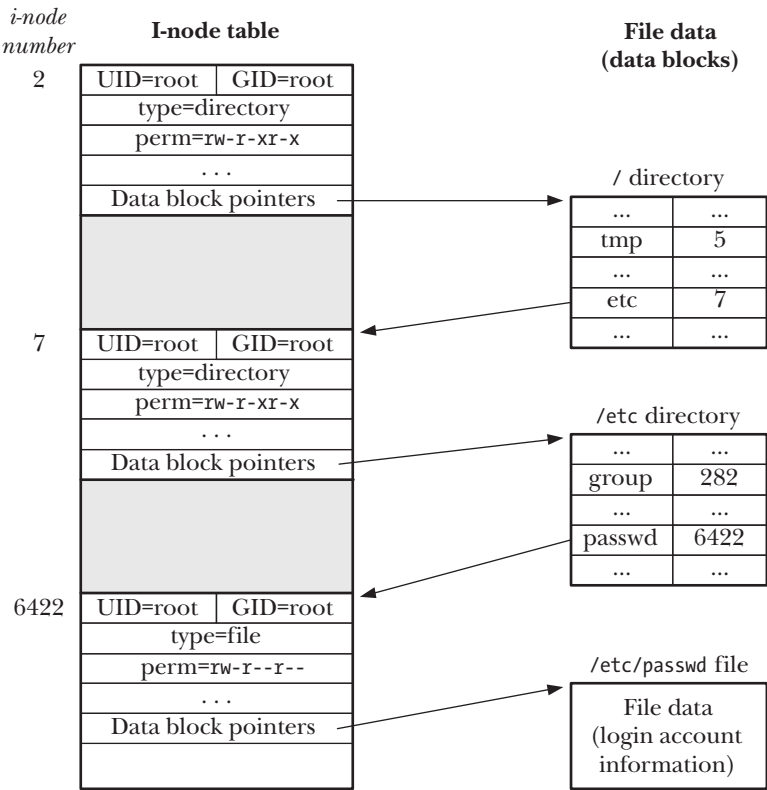 i-node
number
I-node table
File data
(data blocks)
2
UID=root GID=root
type=directory
perm=rw-r-xr-x
. . .
Data block pointers
/ directory
... ...
tmp 5
... ...
etc 7
... ...
7
UID=root GID=root
type=directory
perm=rw-r-xr-x
. . .
Data block pointers
/etc directory
... ...
group 282
... ...
passwd 6422
... ...
6422
UID=root GID=root
type=file
perm=rw-r--r--
. . .
Data block pointers
/etc/passwd file
File data
(login account
information)